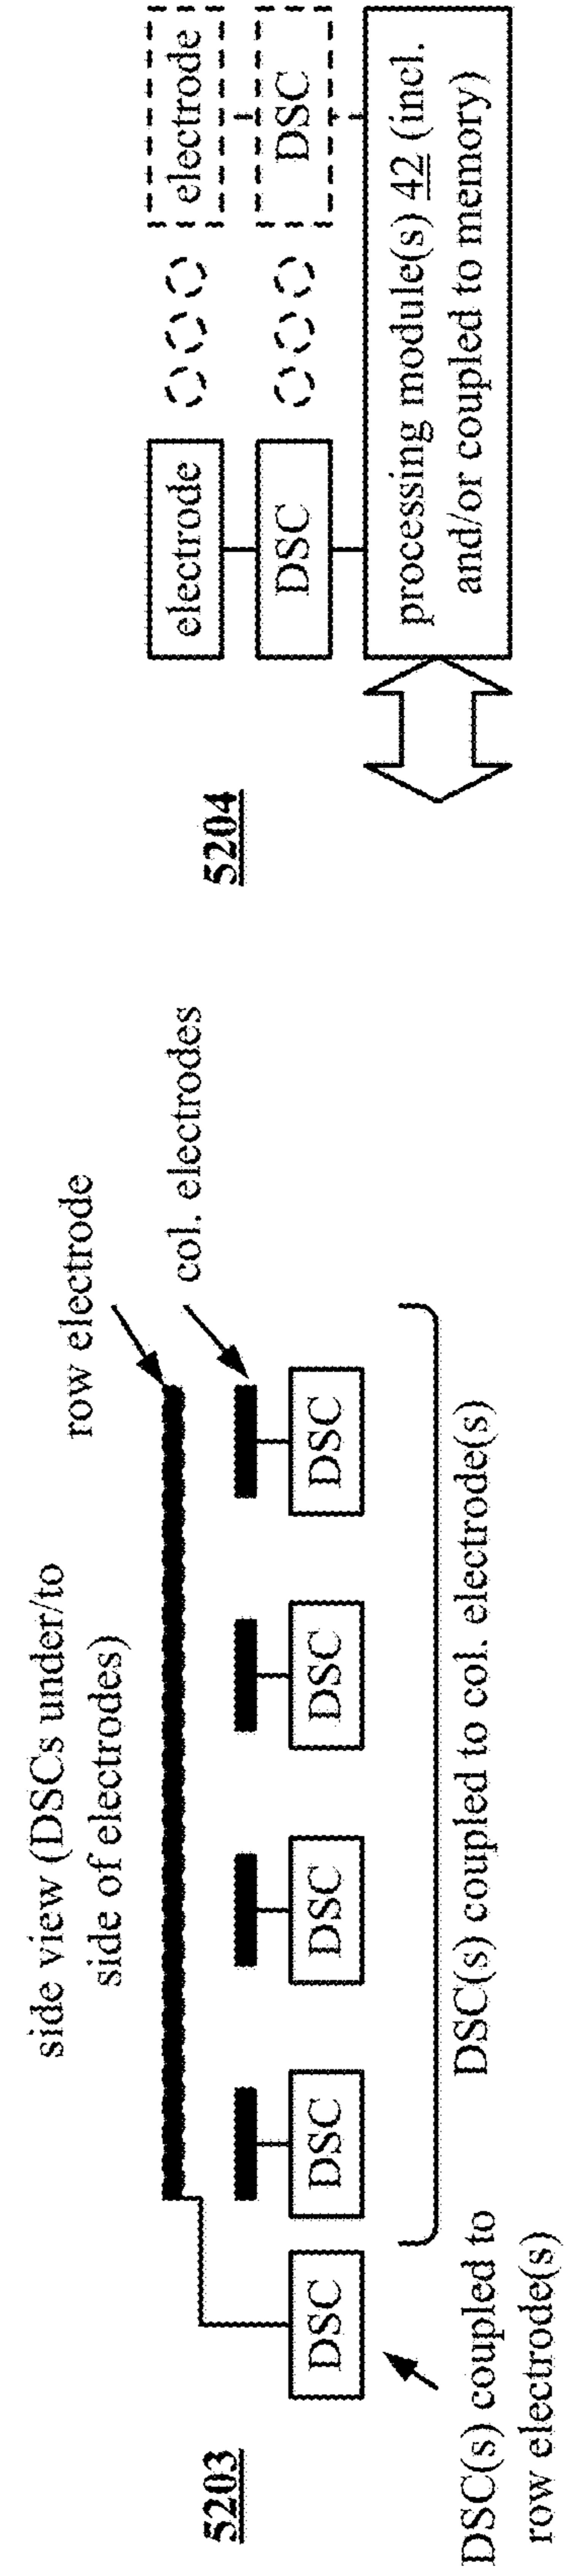 5203
side view (DSCs under/to
side of electrodes)
row electrode
col. electrodes
DSC
DSC
DSC
DSC
DSC
DSC(s) coupled to
row electrode(s)
DSC(s) coupled to col. electrode(s)
5204
electrode
electrode
DSC
DSC
processing module(s) 42 (incl.
and/or coupled to memory)